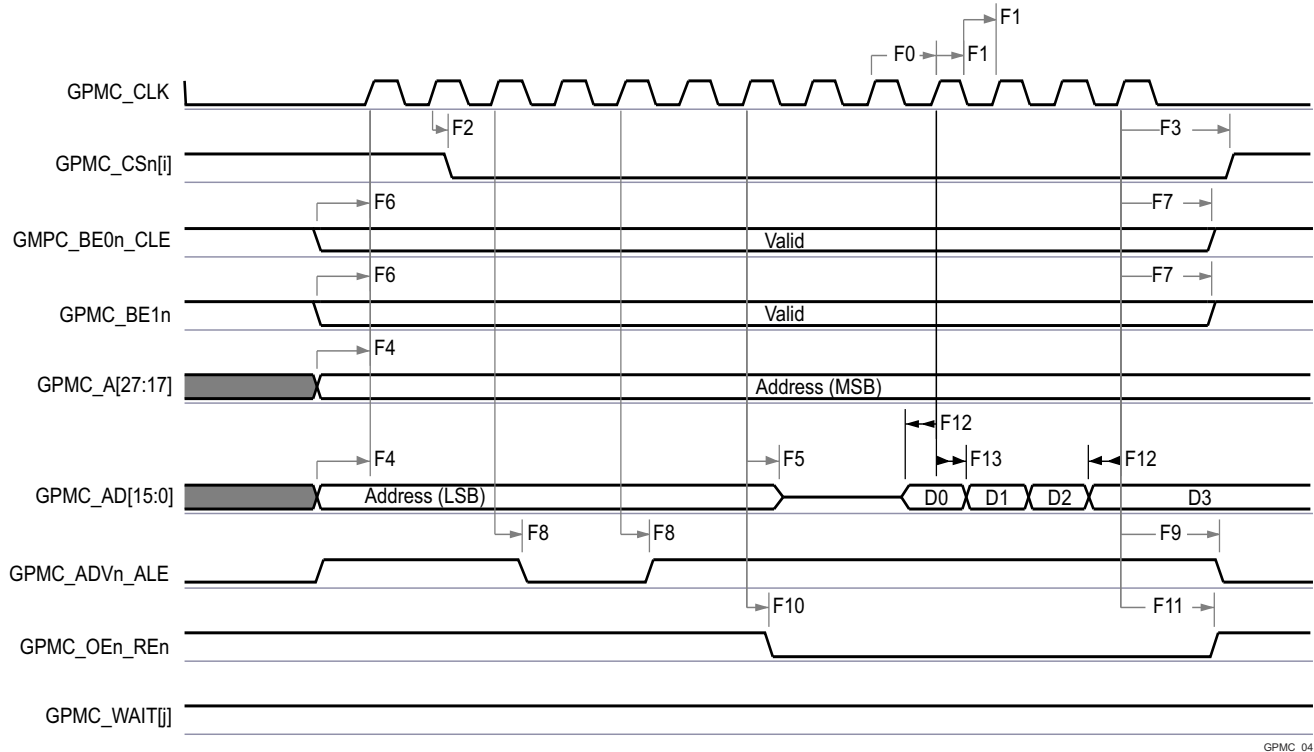 F1
F0 F1
GPMC_CLK
F2 F3
GPMC_CSn[i]
F6 F7
GMPC_BE0n_CLE Valid
F6 F7
GPMC_BE1n Valid
F4
GPMC_A[27:17] Address (MSB)
F12
F4 F5 F13 F12
GPMC_AD[15:0] Address (LSB) D0 D1 D2 D3
F8 F8 F9
GPMC_ADVn_ALE
F10 F11
GPMC_OEn_REn
GPMC_WAIT[j]
GPMC_04